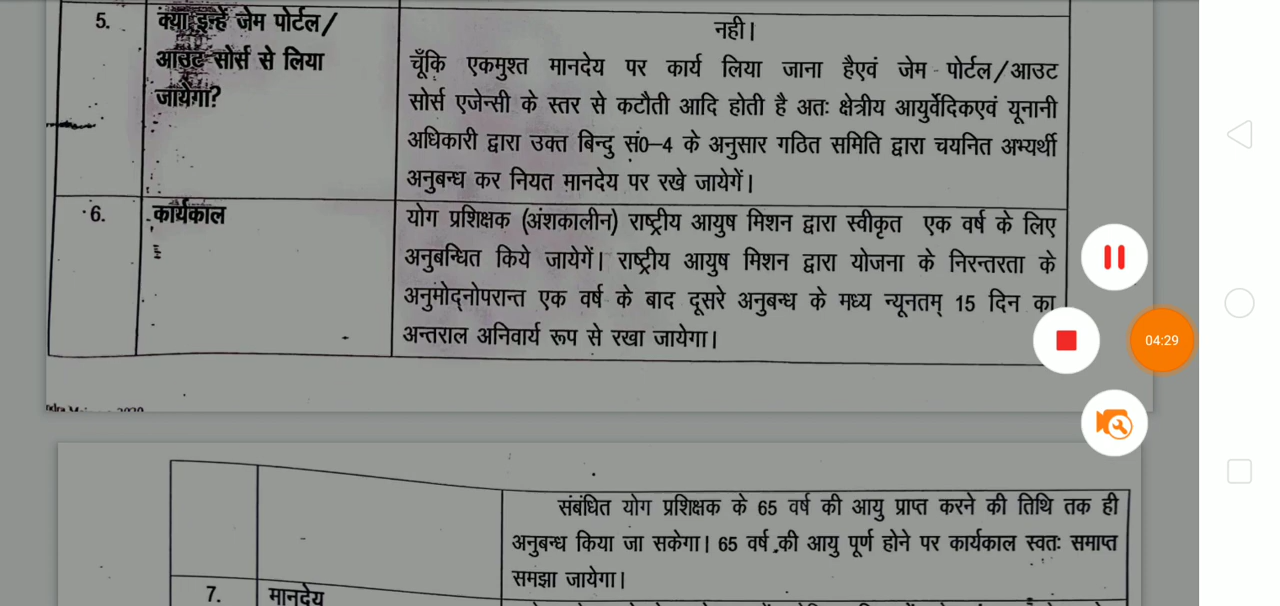 5. क्या इन्हें जेम पोर्टल/
आउट सोर्स से लिया
जायेगा?
नही।
चूँकि एकमुश्त मानदेय पर कार्य लिया जाना हैएवं जेम पोर्टल/आउट
सोर्स एजेन्सी के स्तर से कटौती आदि होती है अतः क्षेत्रीय आयुर्वेदिकएवं यूनानी
अधिकारी द्वारा उक्त बिन्दु सं0-4 के अनुसार गठित समिति द्वारा चयनित अभ्यर्थी
अनुबन्ध कर नियत मानदेय पर रखे जायेगें।
6. कार्यकाल
योग प्रशिक्षक (अंशकालीन) राष्ट्रीय आयुष मिशन द्वारा स्वीकृत एक वर्ष के लिए
अनुबन्धित किये जायेगें। राष्ट्रीय आयुष मिशन द्वारा योजना के निरन्तरता के
अनुमोद्नोपरान्त एक वर्ष के बाद दूसरे अनुबन्ध के मध्य न्यूनतम् 15 दिन का
अन्तराल अनिवार्य रूप से रखा जायेगा।
04:29
संबंधित योग प्रशिक्षक के 65 वर्ष की आयु प्राप्त करने की तिथि तक ही
अनुबन्ध किया जा सकेगा। 65 वर्ष की आयु पूर्ण होने पर कार्यकाल स्वतः समाप्त
समझा जायेगा।
7. मानदेय